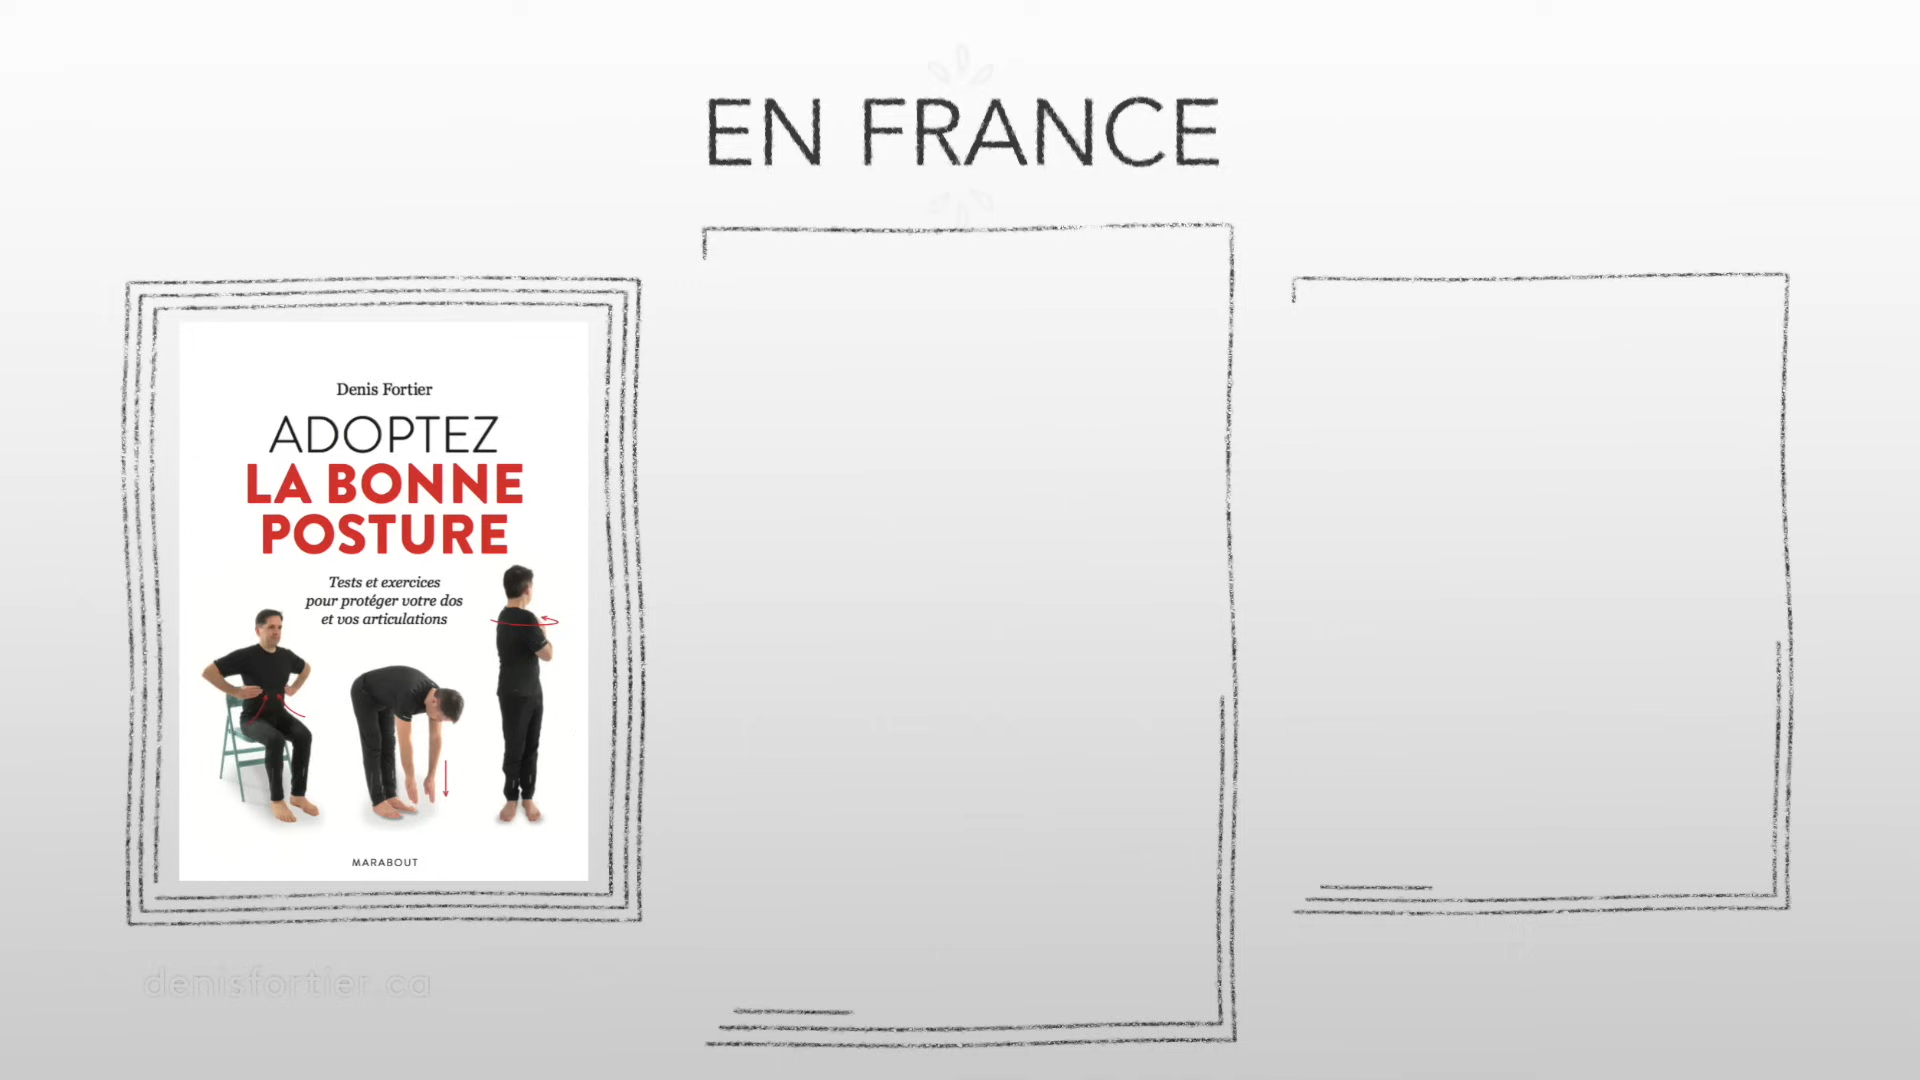 EN FRANCE
Denis Fortier
ADOPTEZ
LA BONNE
POSTURE
Tests et exercices
pour protéger votre dos
et vos articulations
MARABOUT
denisfortier.ca